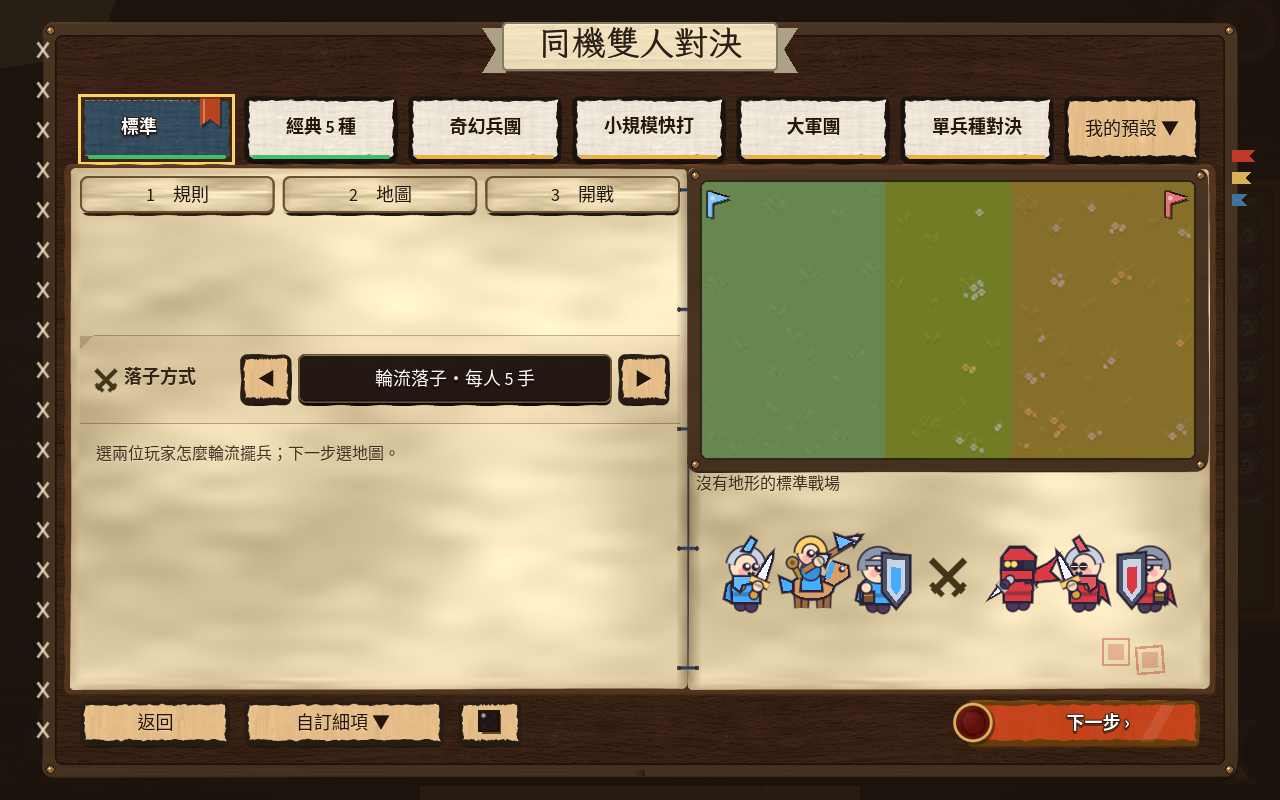 同機雙人對決
標準
經典 5 種
奇幻兵團
小規模快打
大軍團
單兵種對決
我的預設 ▼
1 規則
2 地圖
3 開戰
落子方式
◀
輪流落子・每人 5 手
▶
選兩位玩家怎麼輪流擺兵；下一步選地圖。
沒有地形的標準戰場
返回
自訂細項 ▼
下一步 ›